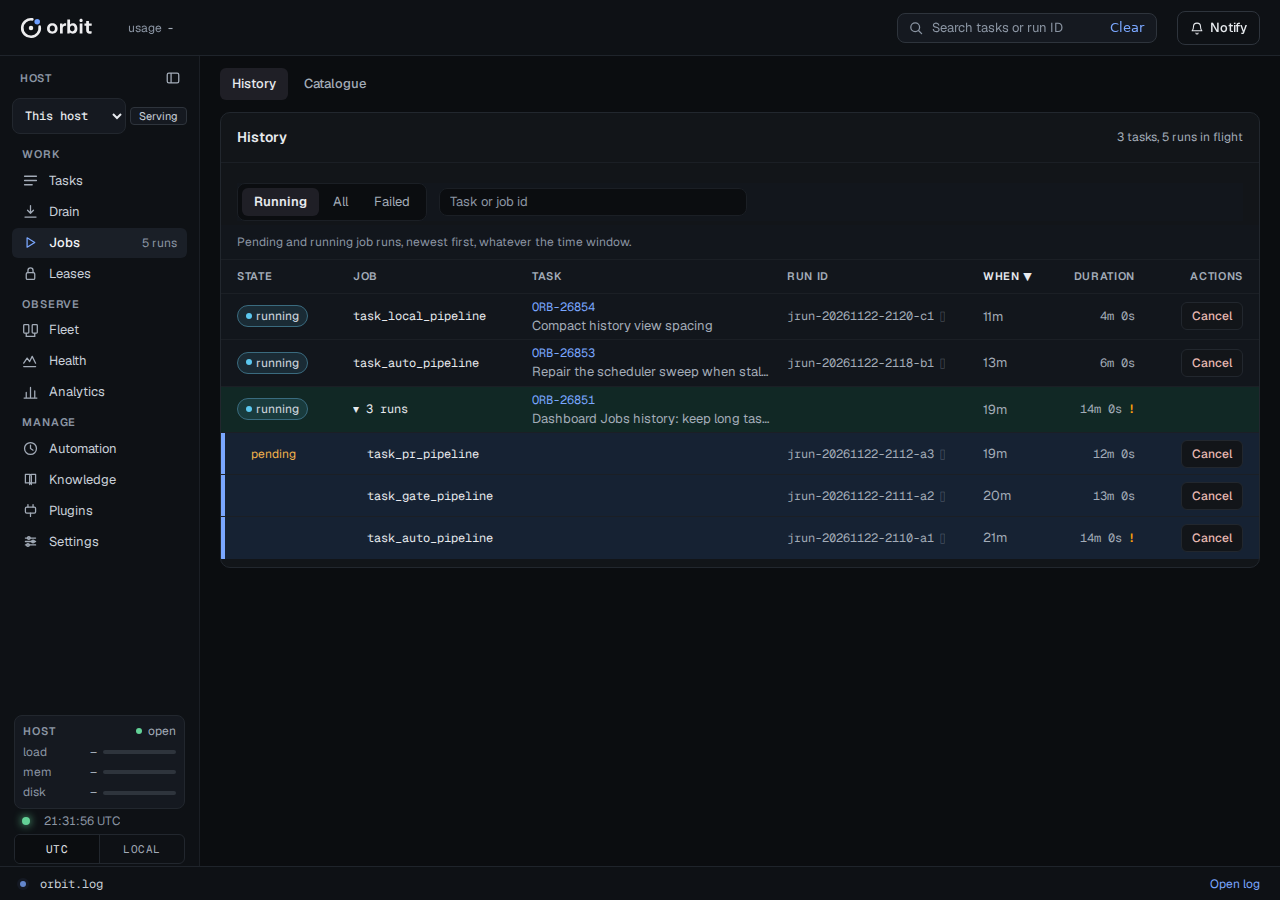 orbit
usage -
Search tasks or run ID
Clear
Notify
HOST
This host
Serving
WORK
Tasks
Drain
Jobs 5 runs
Leases
OBSERVE
Fleet
Health
Analytics
MANAGE
Automation
Knowledge
Plugins
Settings
HOST open
load –
mem –
disk –
21:31:56 UTC
UTC LOCAL
History Catalogue
History 3 tasks, 5 runs in flight
Running All Failed Task or job id
Pending and running job runs, newest first, whatever the time window.
STATE JOB TASK RUN ID WHEN ▼ DURATION ACTIONS
running task_local_pipeline ORB-26854 jrun-20261122-2120-c1 11m 4m 0s Cancel
Compact history view spacing
running task_auto_pipeline ORB-26853 jrun-20261122-2118-b1 13m 6m 0s Cancel
Repair the scheduler sweep when stal…
running ▾ 3 runs ORB-26851 19m 14m 0s !
Dashboard Jobs history: keep long tas…
pending task_pr_pipeline jrun-20261122-2112-a3 19m 12m 0s Cancel
task_gate_pipeline jrun-20261122-2111-a2 20m 13m 0s Cancel
task_auto_pipeline jrun-20261122-2110-a1 21m 14m 0s ! Cancel
orbit.log Open log